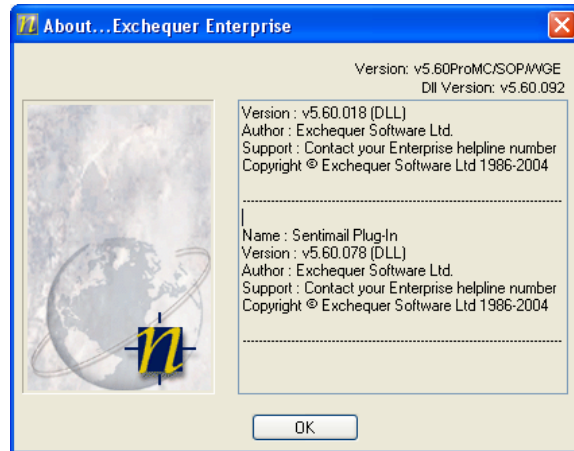 About...Exchequer Enterprise
Version: v5.60ProMC/SOP/WGE
Dll Version: v5.60.092
Version : v5.60.018 (DLL)
Author : Exchequer Software Ltd.
Support : Contact your Enterprise helpline number
Copyright © Exchequer Software Ltd 1986-2004
--------------------------------------------------------------------------------
Name : Sentimail Plug-In
Version : v5.60.078 (DLL)
Author : Exchequer Software Ltd.
Support : Contact your Enterprise helpline number
Copyright © Exchequer Software Ltd 1986-2004
--------------------------------------------------------------------------------
n
OK